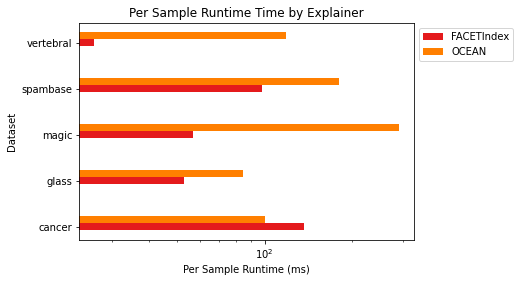 Per Sample Runtime Time by Explainer
FACETIndex
OCEAN
vertebral
spambase
magic
glass
cancer
Dataset
10²
Per Sample Runtime (ms)